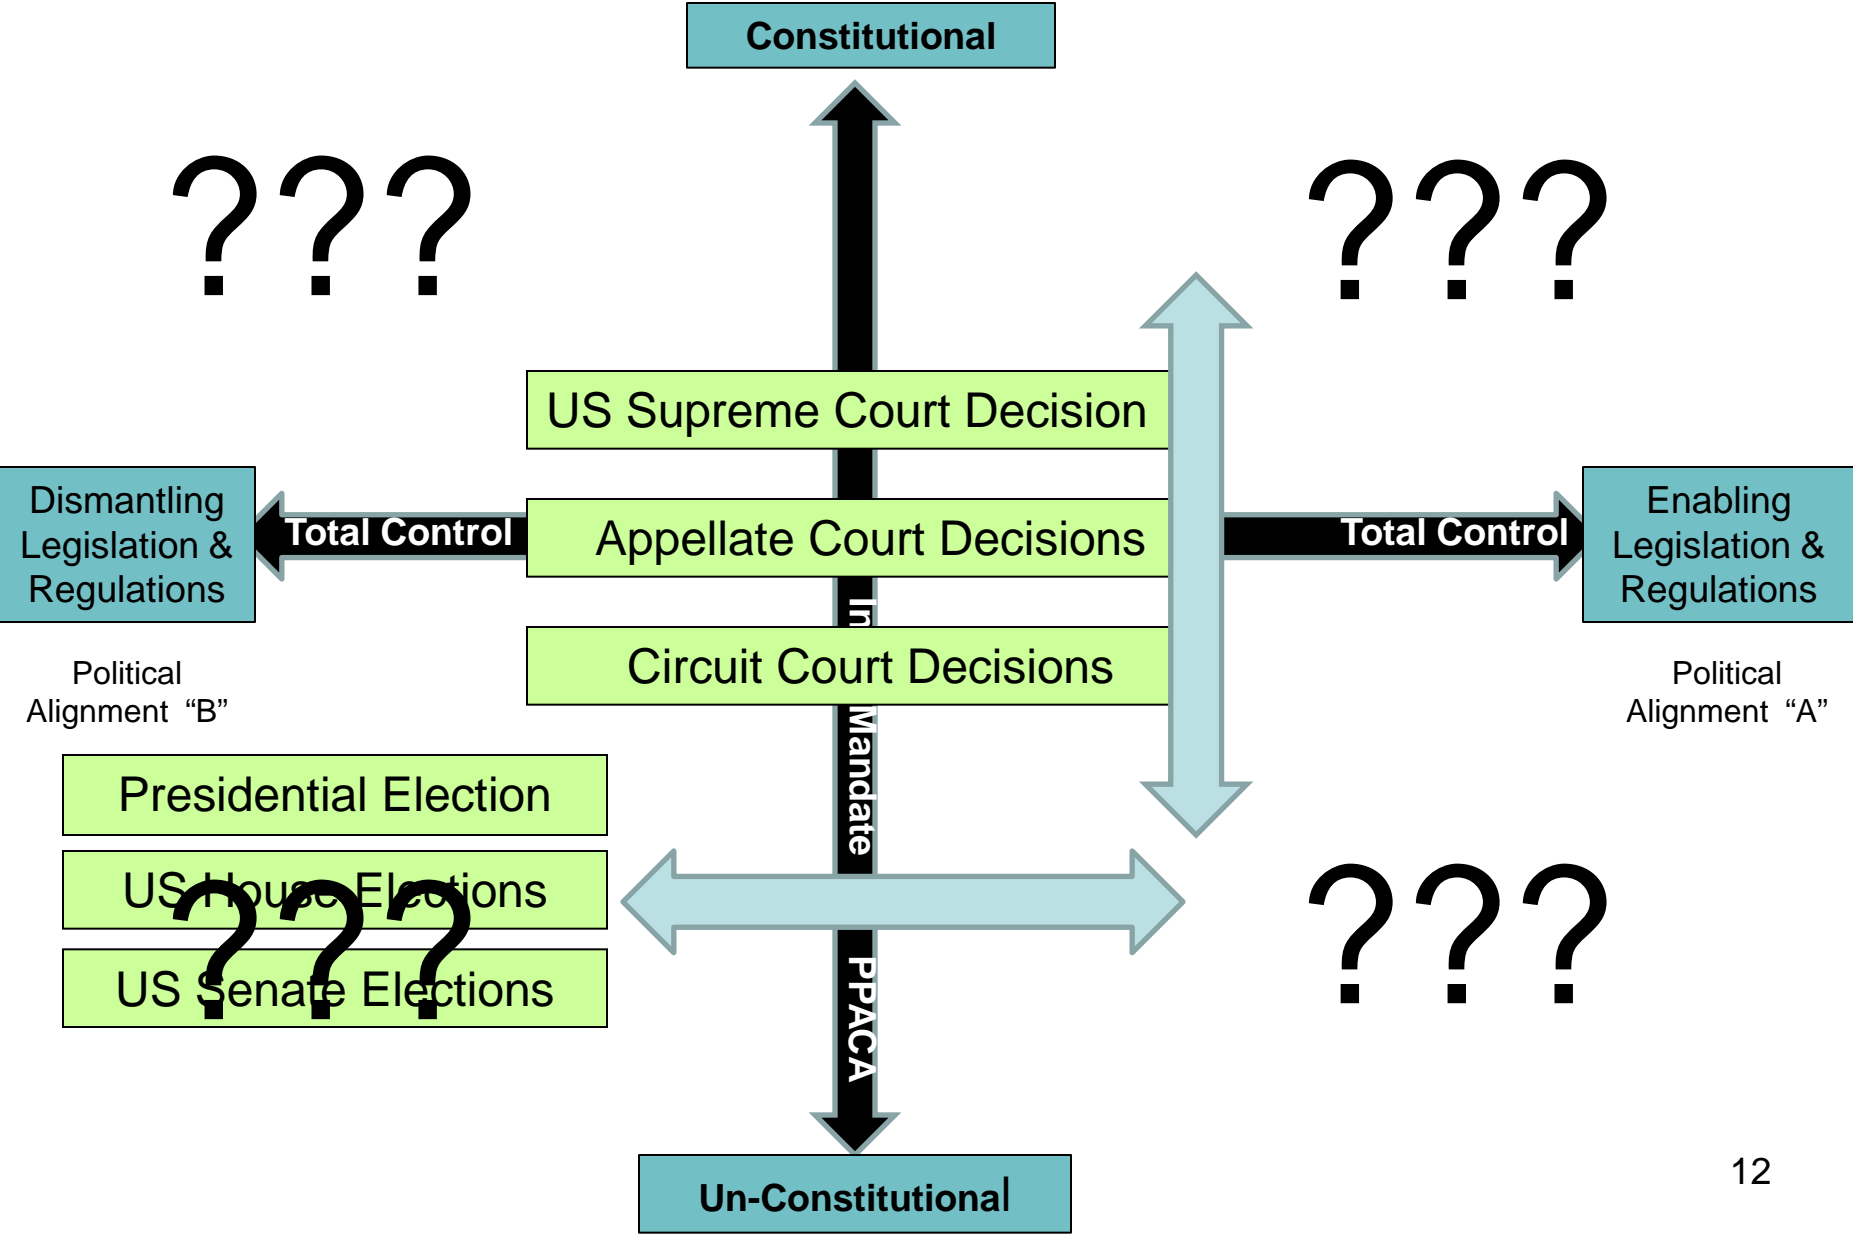 Constitutional
???
???
US Supreme Court Decision
Dismantling
Legislation &
Regulations
Total Control
Appellate Court Decisions
Total Control
Enabling
Legislation &
Regulations
Circuit Court Decisions
Political
Alignment “B”
Political
Alignment “A”
Mandate
PPACA
Presidential Election
US House Elections
US Senate Elections
???
???
Un-Constitutional
12